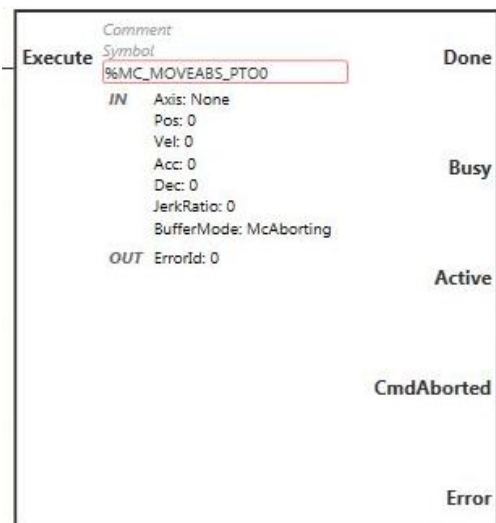 Comment
Execute Symbol Done
%MC_MOVEABS_PTO0
IN Axis: None
Pos: 0
Vel: 0
Busy
Acc: 0
Dec: 0
JerkRatio: 0
BufferMode: McAborting
OUT ErrorId: 0
Active
CmdAborted
Error